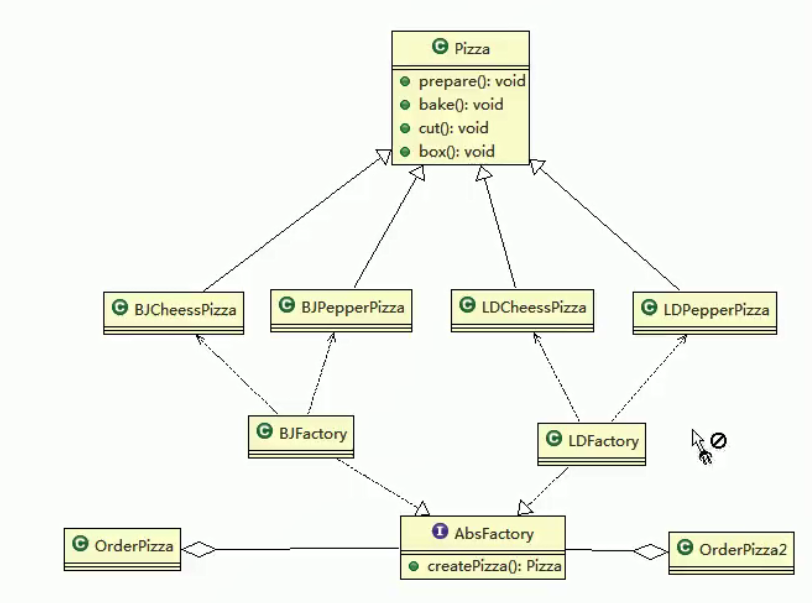 Pizza
prepare(): void
bake(): void
cut(): void
box(): void
BJCheessPizza
BJPepperPizza
LDCheessPizza
LDPepperPizza
BJFactory
LDFactory
OrderPizza
AbsFactory
createPizza(): Pizza
OrderPizza2